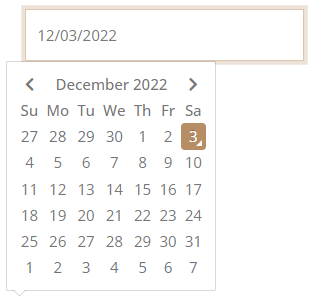 12/03/2022
December 2022
Su Mo Tu We Th Fr Sa
27 28 29 30 1 2 3
4 5 6 7 8 9 10
11 12 13 14 15 16 17
18 19 20 21 22 23 24
25 26 27 28 29 30 31
1 2 3 4 5 6 7